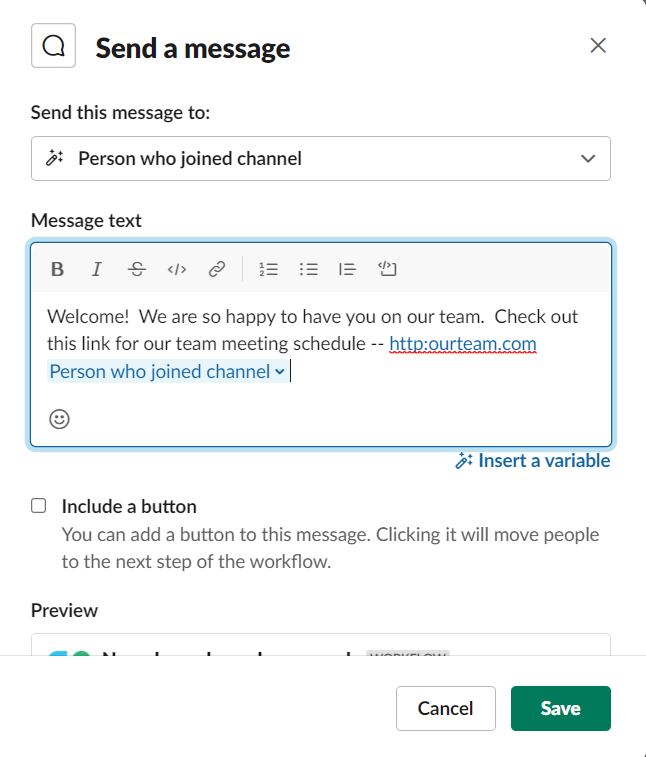 Send a message
Send this message to:
Person who joined channel
Message text
B I S </>
Welcome!  We are so happy to have you on our team.  Check out
this link for our team meeting schedule -- http:ourteam.com
Person who joined channel
Insert a variable
Include a button
You can add a button to this message. Clicking it will move people
to the next step of the workflow.
Preview
WORKFLOW
Cancel
Save